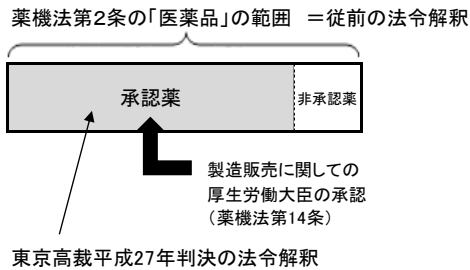 薬機法第2条の「医薬品」の範囲　＝従前の法令解釈
承認薬
非承認薬
製造販売に関しての
厚生労働大臣の承認
（薬機法第14条）
東京高裁平成27年判決の法令解釈